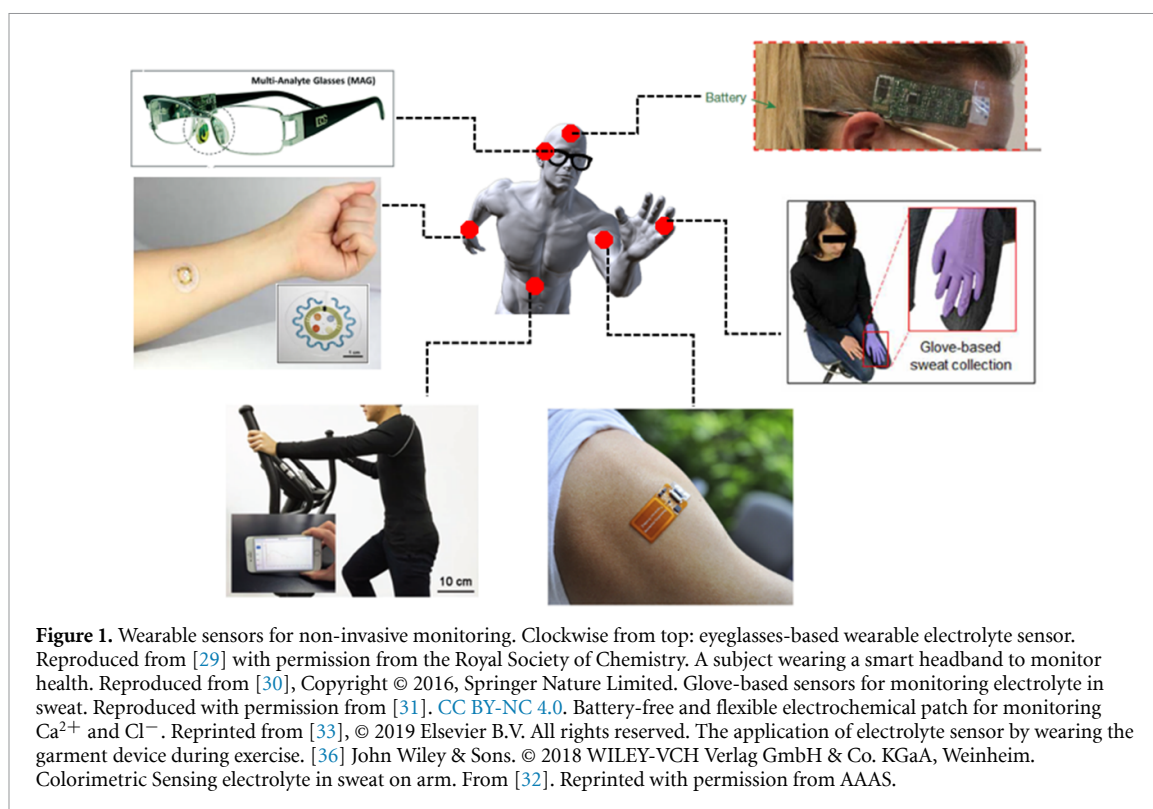 Multi-Analyte Glasses (MAG)
Battery
1 cm
Glove-based
sweat collection
10 cm
Figure 1. Wearable sensors for non-invasive monitoring. Clockwise from top: eyeglasses-based wearable electrolyte sensor.
Reproduced from [29] with permission from the Royal Society of Chemistry. A subject wearing a smart headband to monitor
health. Reproduced from [30], Copyright © 2016, Springer Nature Limited. Glove-based sensors for monitoring electrolyte in
sweat. Reproduced with permission from [31]. CC BY-NC 4.0. Battery-free and flexible electrochemical patch for monitoring
Ca²⁺ and Cl⁻. Reprinted from [33], © 2019 Elsevier B.V. All rights reserved. The application of electrolyte sensor by wearing the
garment device during exercise. [36] John Wiley & Sons. © 2018 WILEY-VCH Verlag GmbH & Co. KGaA, Weinheim.
Colorimetric Sensing electrolyte in sweat on arm. From [32]. Reprinted with permission from AAAS.